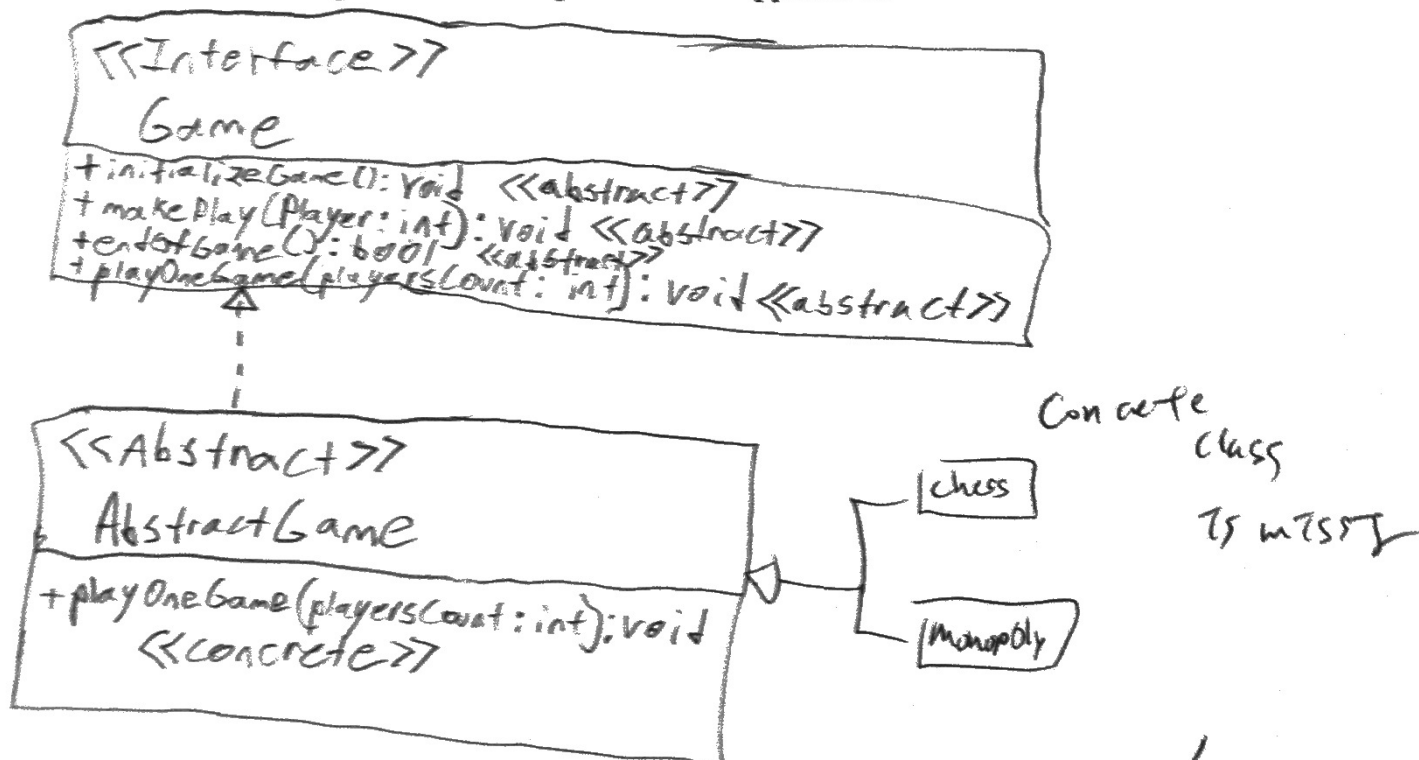 <<Interface>>
Game
+initializeGame(): void <<abstract>>
+makePlay(Player: int): void <<abstract>>
+endofGame(): bool <<abstract>>
+playOneGame(playersCount: int): void <<abstract>>
<<Abstract>>
AbstractGame
+playOneGame(playersCount: int): void
<<concrete>>
chess
monopoly
Concrete
class